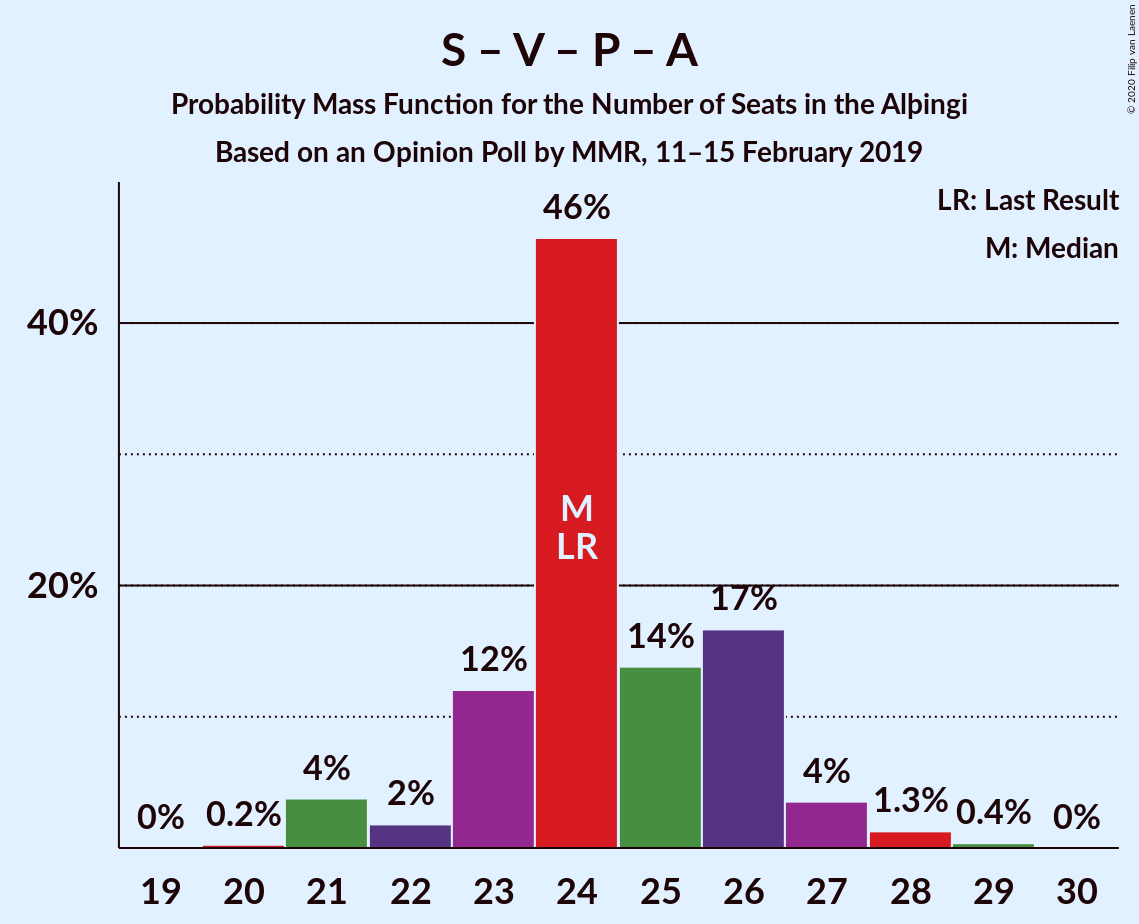 S – V – P – A
Probability Mass Function for the Number of Seats in the Alþingi
Based on an Opinion Poll by MMR, 11–15 February 2019
© 2020 Filip van Laenen
LR: Last Result
M: Median
46%
40%
M
LR
20%
17%
14%
12%
4%
2%
4%
0%
0.2%
1.3%
0.4%
0%
19 20 21 22 23 24 25 26 27 28 29 30